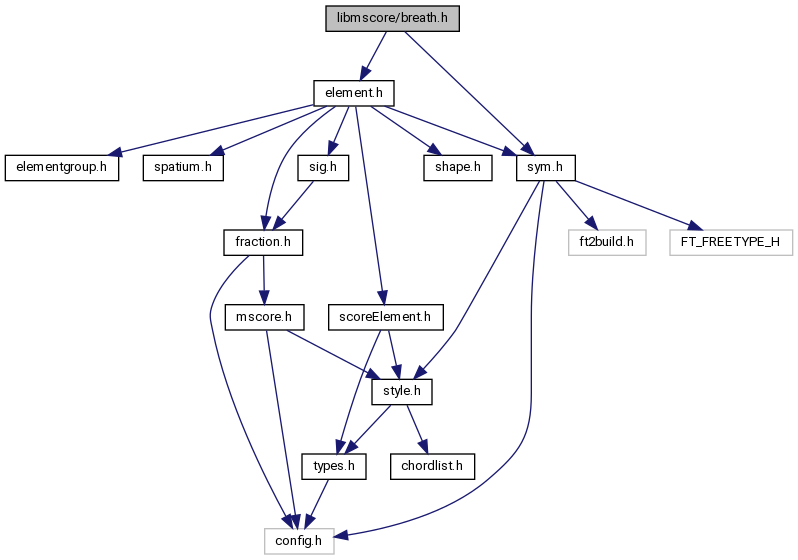 libmscore/breath.h
element.h
elementgroup.h
spatium.h
sig.h
shape.h
sym.h
fraction.h
ft2build.h
FT_FREETYPE_H
mscore.h
scoreElement.h
style.h
types.h
chordlist.h
config.h